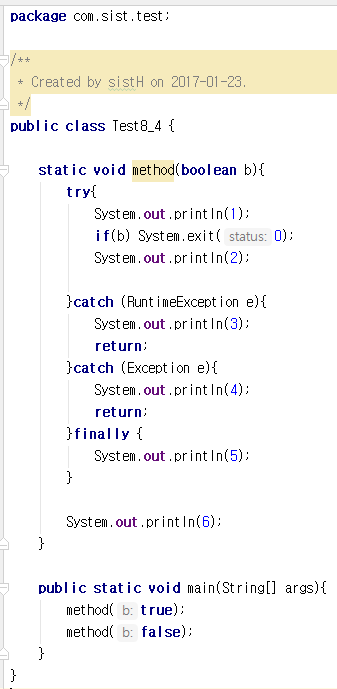 package com.sist.test;
/**
 * Created by sistH on 2017-01-23.
 */
public class Test8_4 {
    static void method(boolean b){
        try{
            System.out.println(1);
            if(b) System.exit( status: 0);
            System.out.println(2);
        }catch (RuntimeException e){
            System.out.println(3);
            return;
        }catch (Exception e){
            System.out.println(4);
            return;
        }finally {
            System.out.println(5);
        }
        System.out.println(6);
    }
    public static void main(String[] args){
        method( b: true);
        method( b: false);
    }
}